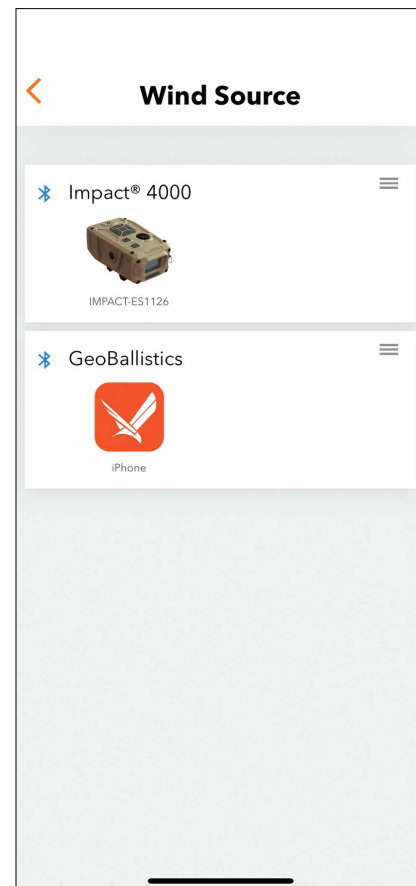 Wind Source
Impact® 4000
IMPACT-ES1126
GeoBallistics
iPhone